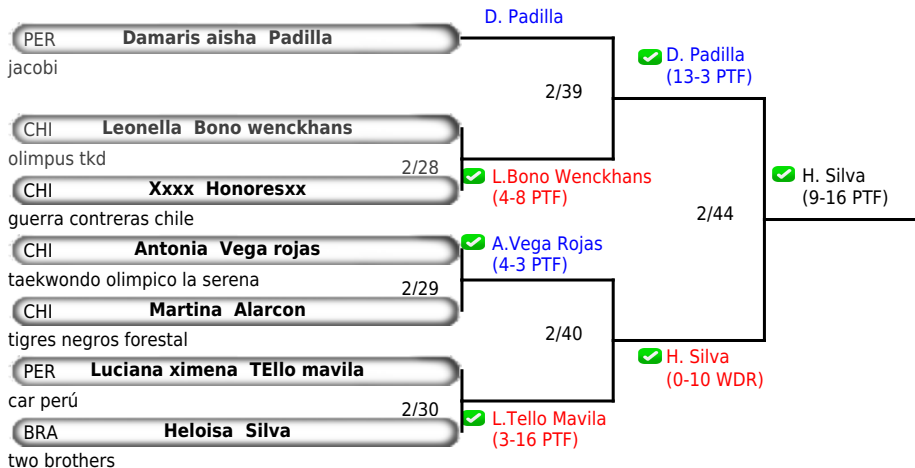 D. Padilla
PER Damaris aisha Padilla
jacobi
D. Padilla
(13-3 PTF)
2/39
CHI Leonella Bono wenckhans
olimpus tkd
2/28
L.Bono Wenckhans
(4-8 PTF)
CHI Xxxx Honoresxx
guerra contreras chile
H. Silva
(9-16 PTF)
2/44
CHI Antonia Vega rojas
taekwondo olimpico la serena
A.Vega Rojas
(4-3 PTF)
2/29
CHI Martina Alarcon
tigres negros forestal
2/40
PER Luciana ximena TEllo mavila
car perú
H. Silva
(0-10 WDR)
2/30
L.Tello Mavila
(3-16 PTF)
BRA Heloisa Silva
two brothers